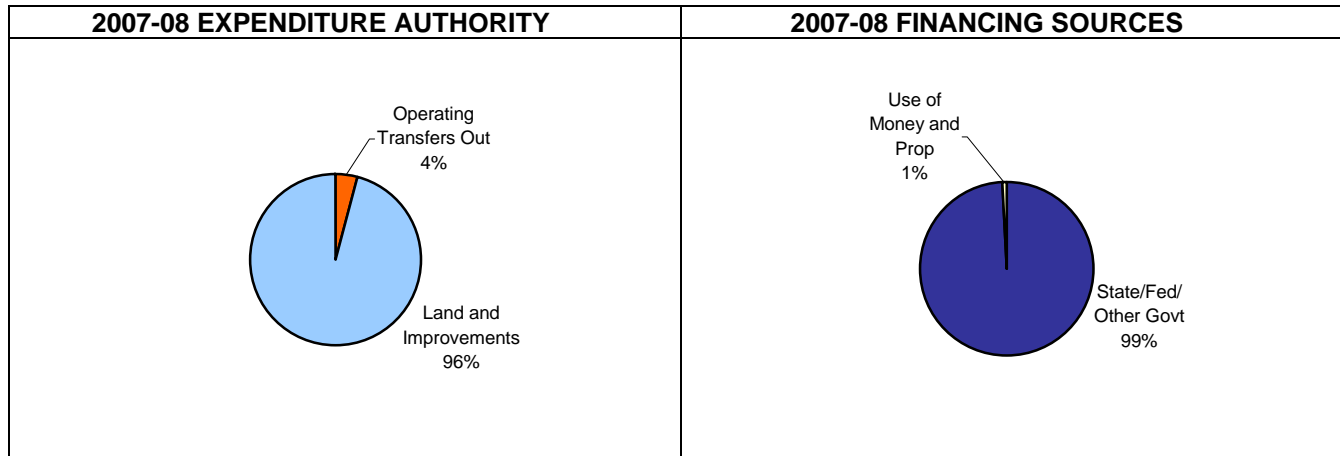 2007-08 EXPENDITURE AUTHORITY
Operating
Transfers Out
4%
Land and
Improvements
96%
2007-08 FINANCING SOURCES
Use of
Money and
Prop
1%
State/Fed/
Other Govt
99%